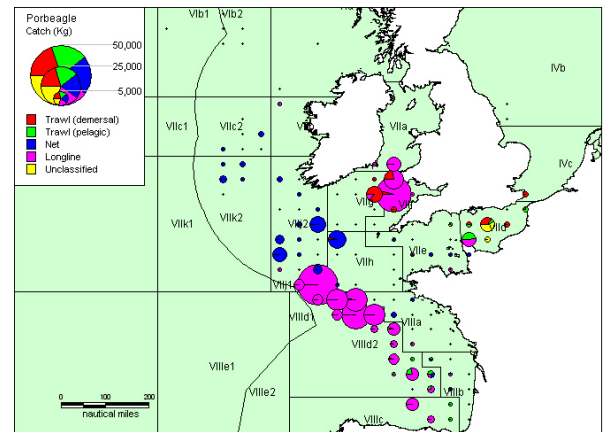 Porbeagle
Catch (Kg)
50,000
25,000
5,000
Trawl (demersal)
Trawl (pelagic)
Net
Longline
Unclassified
VIb1
VIb2
IVb
VIIc1
VIIc2
VIIa
IVc
VIIk1
VIIk2
VIIg
VIId
VIIe
VIIh
VIIj1
VIIId1
VIIIa
VIIId2
VIIIe1
VIIIe2
VIIIb
VIIIc
0
100
200
nautical miles